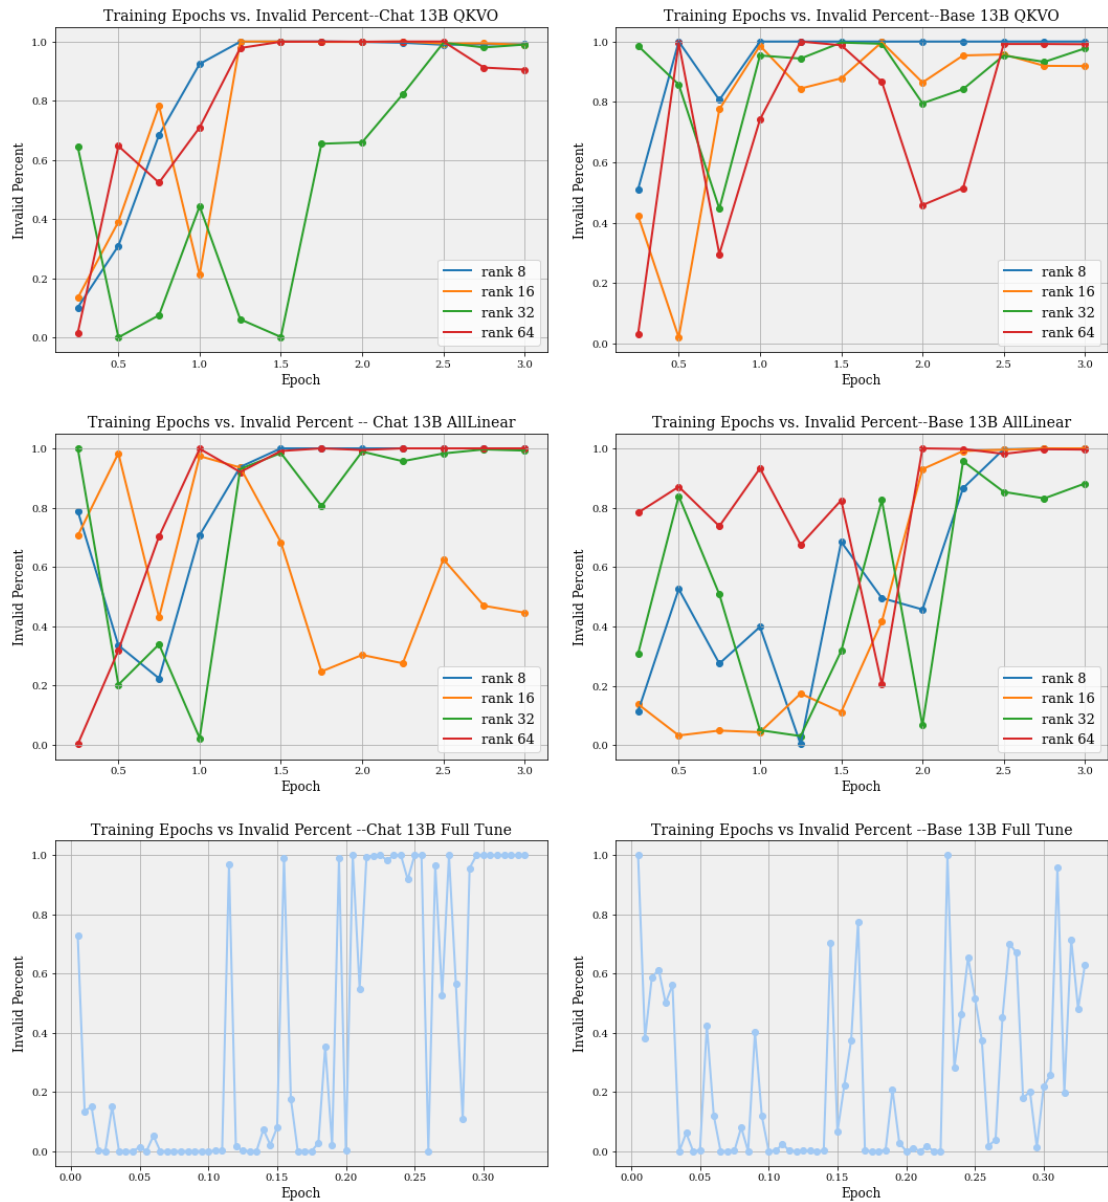 Training Epochs vs. Invalid Percent--Chat 13B QKVO
Invalid Percent
1.0
0.8
0.6
0.4
0.2
0.0
rank 8
rank 16
rank 32
rank 64
0.5 1.0 1.5 2.0 2.5 3.0
Epoch
Training Epochs vs. Invalid Percent--Base 13B QKVO
Invalid Percent
1.0
0.8
0.6
0.4
0.2
0.0
rank 8
rank 16
rank 32
rank 64
0.5 1.0 1.5 2.0 2.5 3.0
Epoch
Training Epochs vs. Invalid Percent -- Chat 13B AllLinear
Invalid Percent
1.0
0.8
0.6
0.4
0.2
0.0
rank 8
rank 16
rank 32
rank 64
0.5 1.0 1.5 2.0 2.5 3.0
Epoch
Training Epochs vs. Invalid Percent--Base 13B AllLinear
Invalid Percent
1.0
0.8
0.6
0.4
0.2
0.0
rank 8
rank 16
rank 32
rank 64
0.5 1.0 1.5 2.0 2.5 3.0
Epoch
Training Epochs vs Invalid Percent --Chat 13B Full Tune
Invalid Percent
1.0
0.8
0.6
0.4
0.2
0.0
0.00 0.05 0.10 0.15 0.20 0.25 0.30
Epoch
Training Epochs vs Invalid Percent --Base 13B Full Tune
Invalid Percent
1.0
0.8
0.6
0.4
0.2
0.0
0.00 0.05 0.10 0.15 0.20 0.25 0.30
Epoch